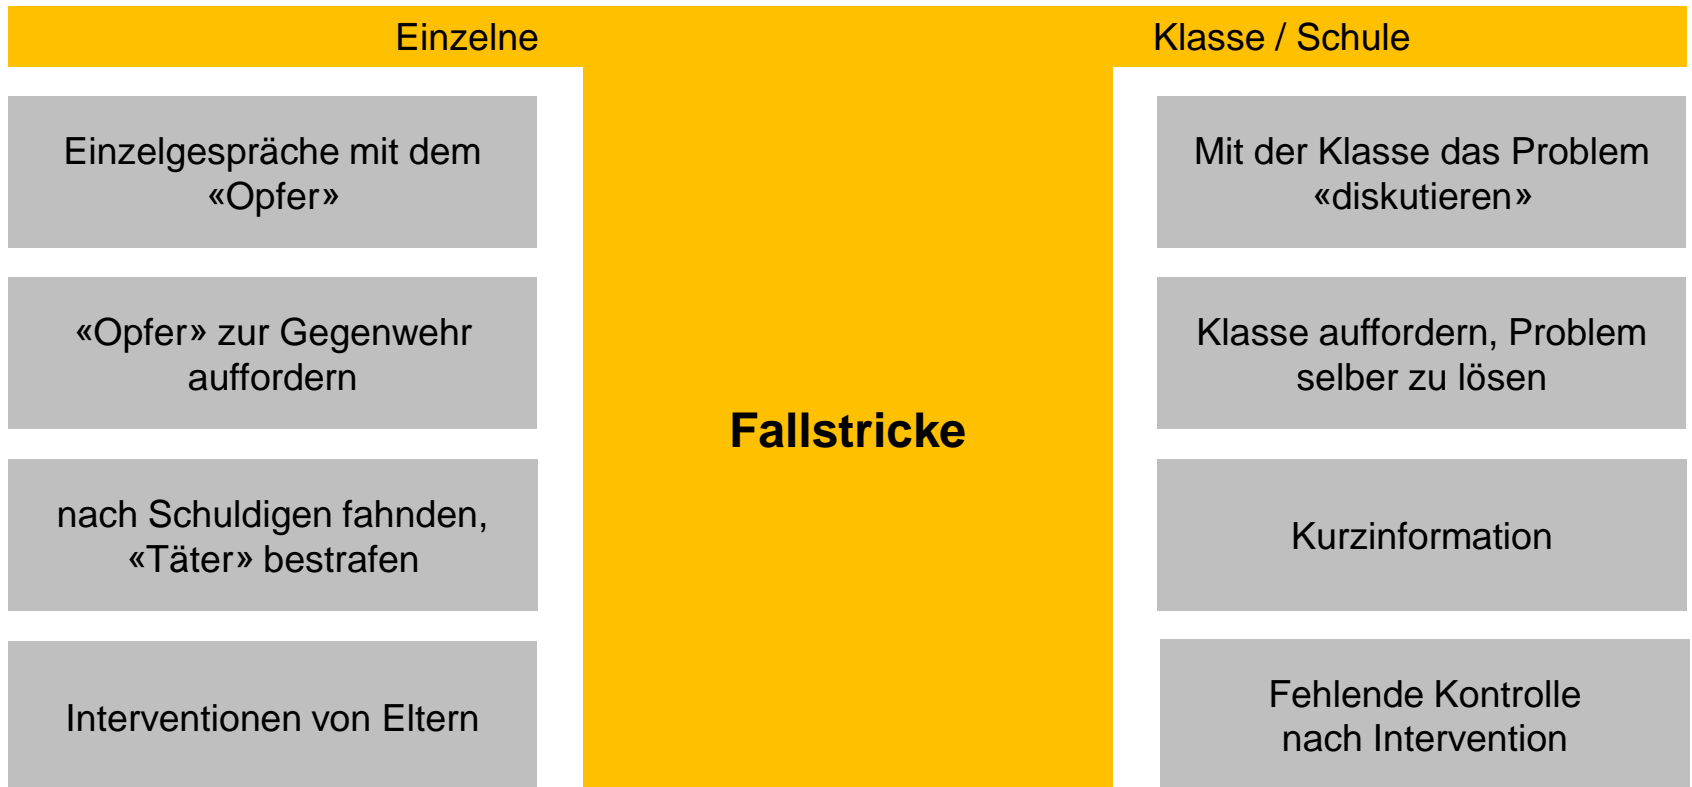 Einzelne
Klasse / Schule
Einzelgespräche mit dem
«Opfer»
«Opfer» zur Gegenwehr
auffordern
nach Schuldigen fahnden,
«Täter» bestrafen
Interventionen von Eltern
Fallstricke
Mit der Klasse das Problem
«diskutieren»
Klasse auffordern, Problem
selber zu lösen
Kurzinformation
Fehlende Kontrolle
nach Intervention